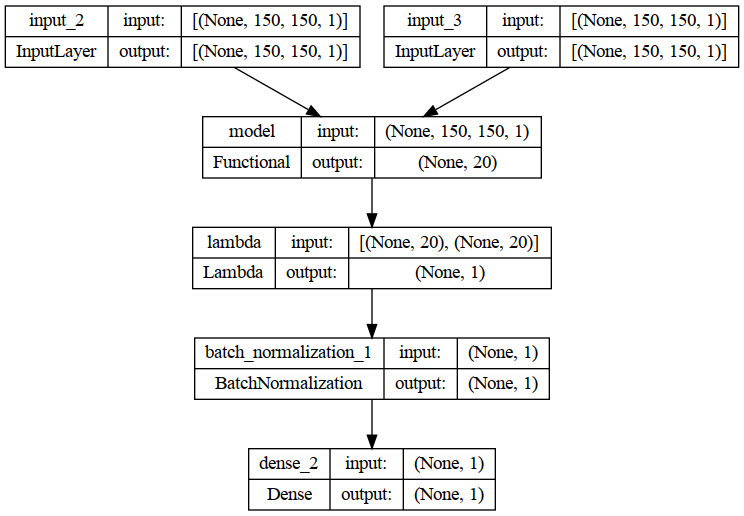 input_2 input: [(None, 150, 150, 1)]
InputLayer output: [(None, 150, 150, 1)]
input_3 input: [(None, 150, 150, 1)]
InputLayer output: [(None, 150, 150, 1)]
model input: (None, 150, 150, 1)
Functional output: (None, 20)
lambda input: [(None, 20), (None, 20)]
Lambda output: (None, 1)
batch_normalization_1 input: (None, 1)
BatchNormalization output: (None, 1)
dense_2 input: (None, 1)
Dense output: (None, 1)